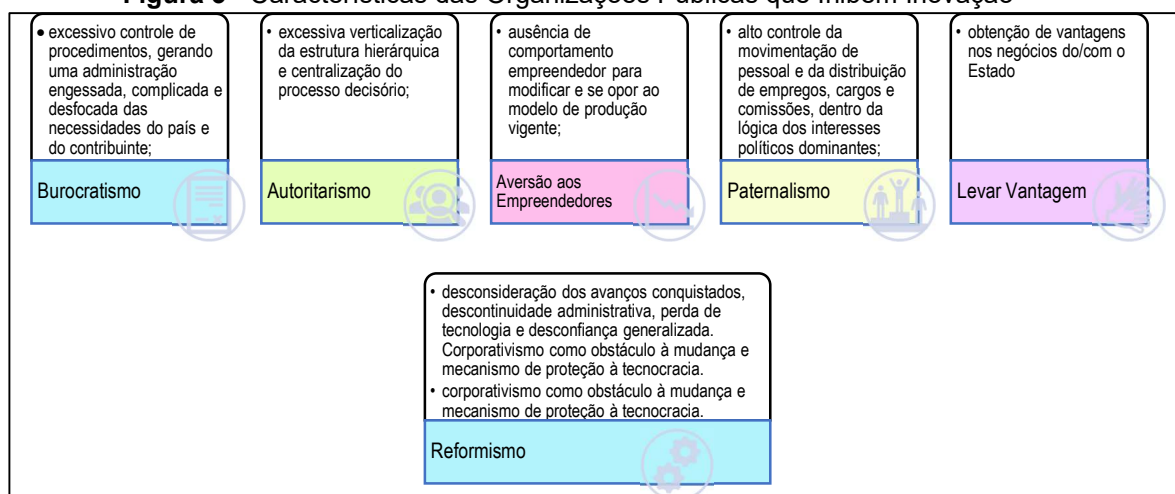 Figura 3 - Características das Organizações Públicas que Inibem Inovação
• excessivo controle de
procedimentos, gerando
uma administração
engessada, complicada e
desfocada das
necessidades do país e
do contribuinte;
Burocratismo
• excessiva verticalização
da estrutura hierárquica
e centralização do
processo decisório;
Autoritarismo
• ausência de
comportamento
empreendedor para
modificar e se opor ao
modelo de produção
vigente;
Aversão aos
Empreendedores
• alto controle da
movimentação de
pessoal e da distribuição
de empregos, cargos e
comissões, dentro da
lógica dos interesses
políticos dominantes;
Paternalismo
• obtenção de vantagens
nos negócios do/com o
Estado
Levar Vantagem
• desconsideração dos avanços conquistados,
descontinuidade administrativa, perda de
tecnologia e desconfiança generalizada.
Corporativismo como obstáculo à mudança e
mecanismo de proteção à tecnocracia.
• corporativismo como obstáculo à mudança e
mecanismo de proteção à tecnocracia.
Reformismo